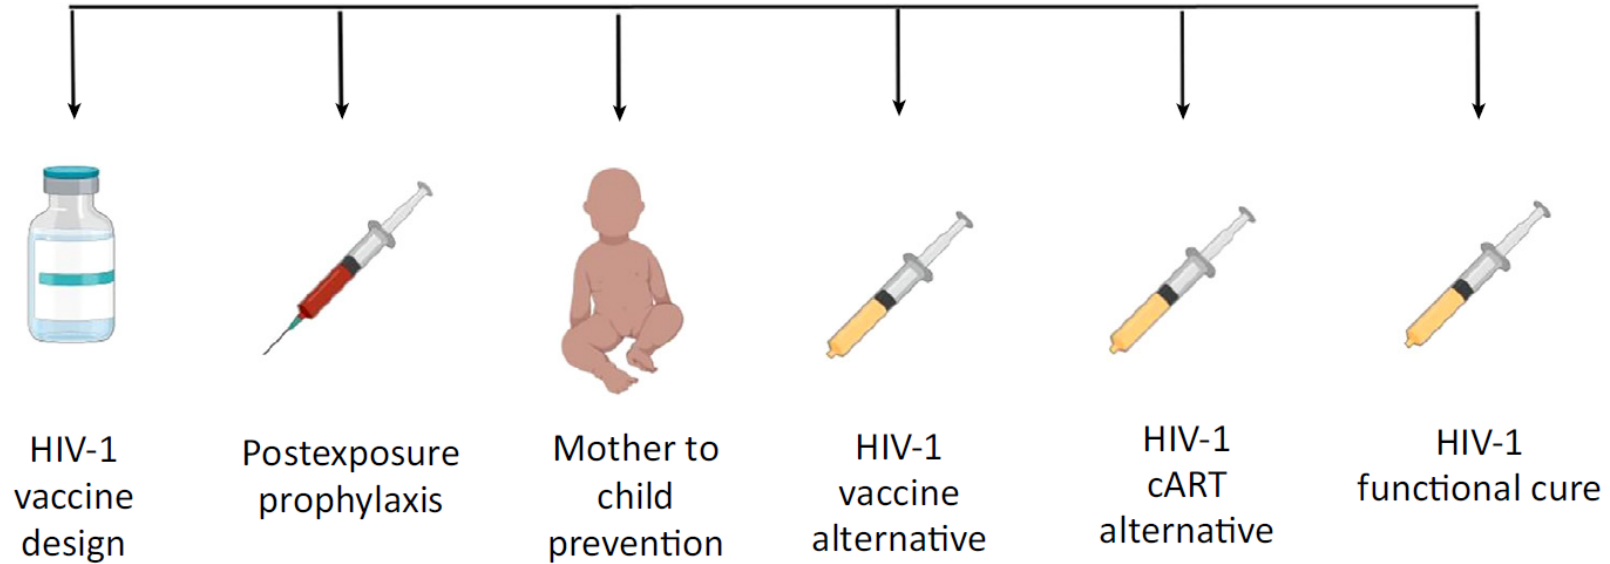 HIV-1
vaccine
design
Postexposure
prophylaxis
Mother to
child
prevention
HIV-1
vaccine
alternative
HIV-1
cART
alternative
HIV-1
functional cure